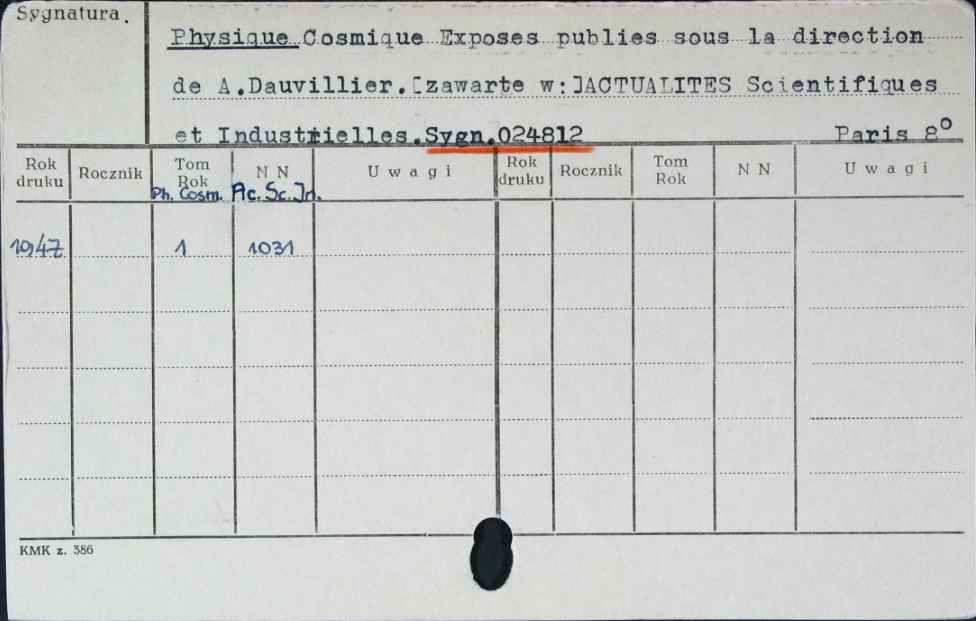 Sygnatura.
Physique Cosmique Exposes publies sous la direction
de A.Dauvillier.[zawarte w:]ACTUALITES Scientifiques
et Industrielles.Sygn.024812 Paris 8°
Rok druku Rocznik Tom Rok N N Uwagi Rok druku Rocznik Tom Rok N N Uwagi
Ph. Cosm. Ac. Sc. In.
1947 1 1031
KMK z. 386